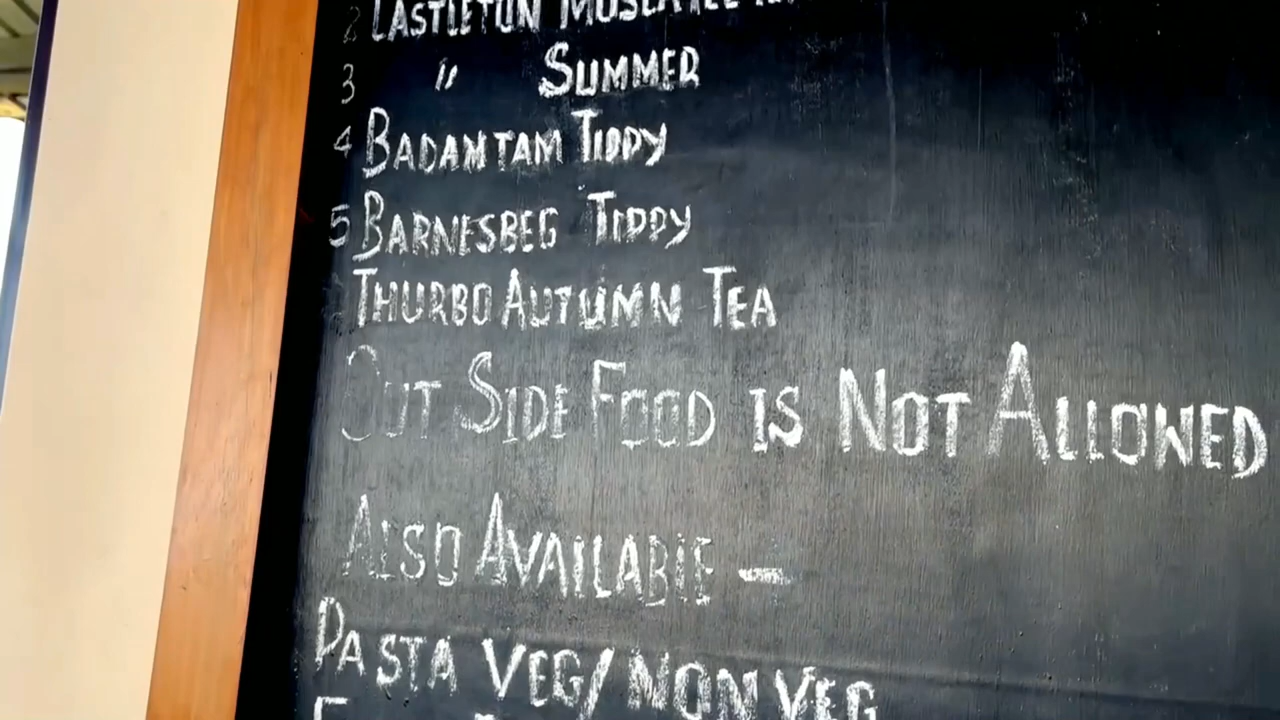 2 CASTLETON
3 " SUMMER
4 BADAMTAM TIPPY
5 BARNESBEG TIPPY
THURBO AUTUMN TEA
OUT SIDE FOOD IS NOT ALLOWED
ALSO AVAILABLE -
PASTA VEG/NON VEG